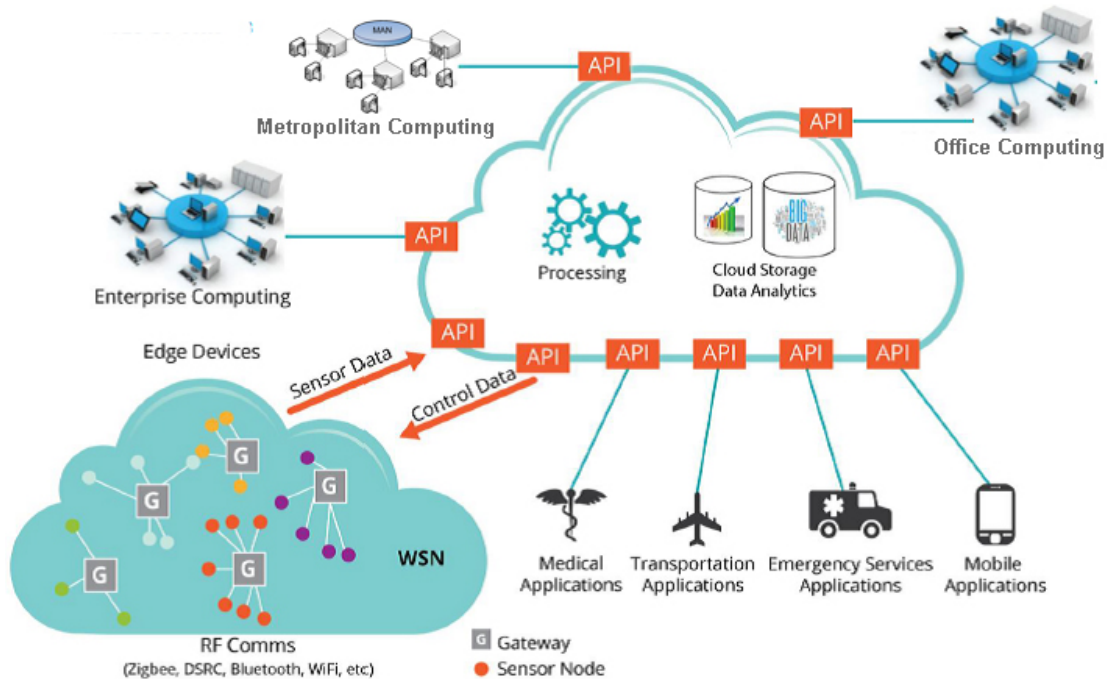 MAN
API
Metropolitan Computing
API
Office Computing
API
Enterprise Computing
Processing
BIG
DATA
Cloud Storage
Data Analytics
Edge Devices
Sensor Data
Control Data
API
API
API
API
API
API
G
G
G
G
G
WSN
RF Comms
(Zigbee, DSRC, Bluetooth, WiFi, etc)
Medical
Applications
Transportation
Applications
Emergency Services
Applications
Mobile
Applications
G Gateway
Sensor Node